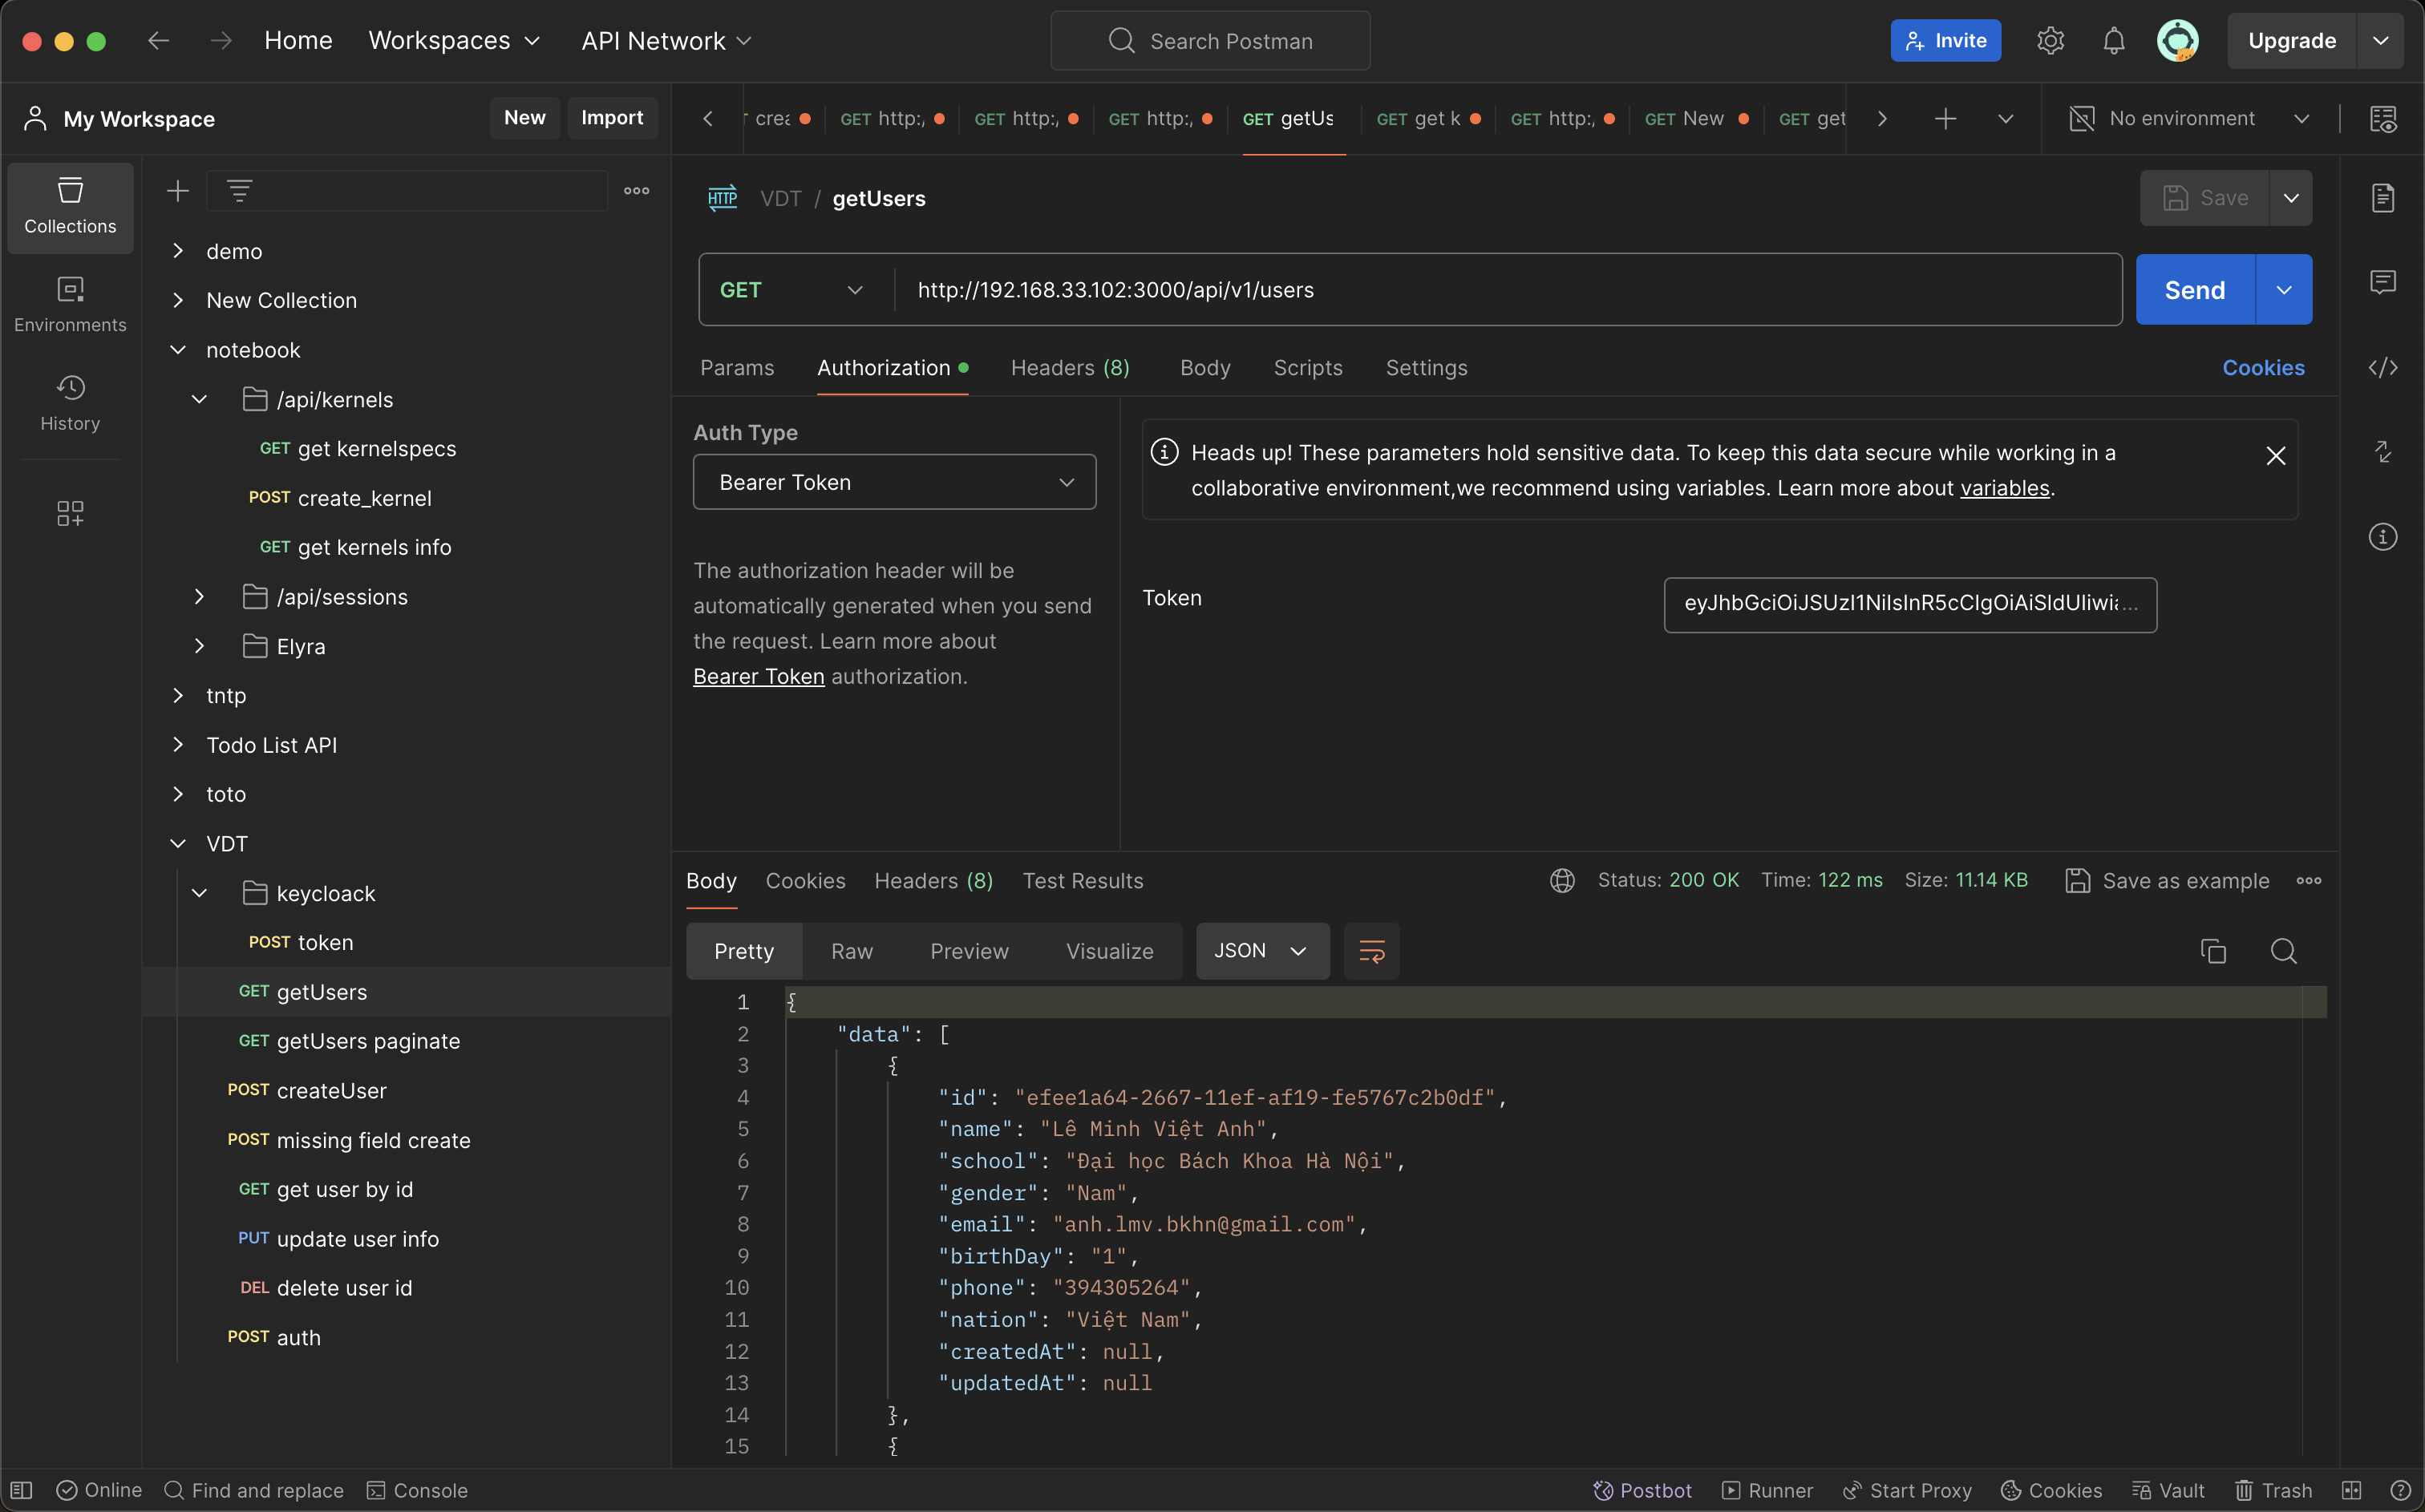 Home Workspaces API Network Search Postman Invite Upgrade
My Workspace New Import
crea GET http:/ GET http:/ GET http:/ GET getUs GET get k GET http:/ GET New GET get No environment
Collections
Environments
History
demo
New Collection
notebook
/api/kernels
GET get kernelspecs
POST create_kernel
GET get kernels info
/api/sessions
Elyra
tntp
Todo List API
toto
VDT
keycloack
POST token
GET getUsers
GET getUsers paginate
POST createUser
POST missing field create
GET get user by id
PUT update user info
DEL delete user id
POST auth
HTTP VDT / getUsers Save
GET http://192.168.33.102:3000/api/v1/users Send
Params Authorization Headers (8) Body Scripts Settings Cookies
Auth Type
Bearer Token
The authorization header will be
automatically generated when you send
the request. Learn more about
Bearer Token authorization.
Heads up! These parameters hold sensitive data. To keep this data secure while working in a
collaborative environment,we recommend using variables. Learn more about variables.
Token
Body Cookies Headers (8) Test Results Status: 200 OK Time: 122 ms Size: 11.14 KB Save as example
Pretty Raw Preview Visualize JSON
1 {
2 "data": [
3 {
4 "id": "efee1a64-2667-11ef-af19-fe5767c2b0df",
5 "name": "Lê Minh Việt Anh",
6 "school": "Đại học Bách Khoa Hà Nội",
7 "gender": "Nam",
8 "email": "anh.lmv.bkhn@gmail.com",
9 "birthDay": "1",
10 "phone": "394305264",
11 "nation": "Việt Nam",
12 "createdAt": null,
13 "updatedAt": null
14 },
15 {
Online Find and replace Console Postbot Runner Start Proxy Cookies Vault Trash